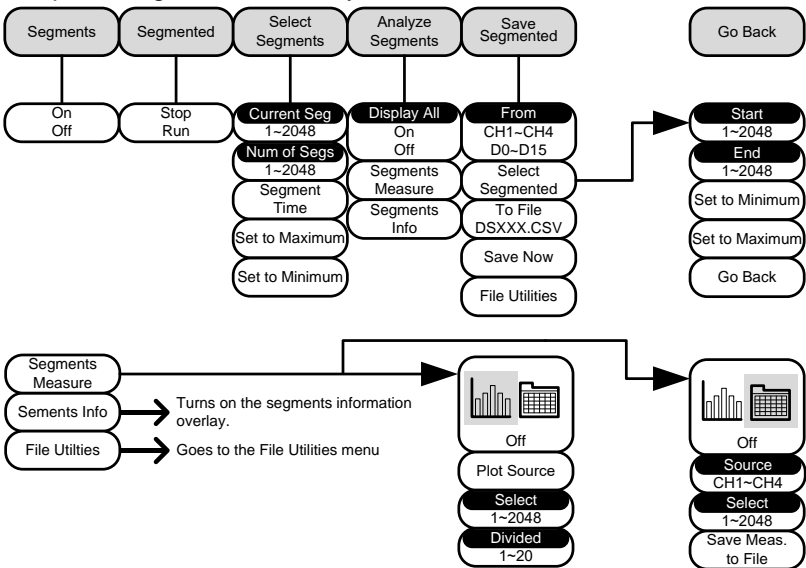 Segments
Segmented
Select
Segments
Analyze
Segments
Save
Segmented
Go Back
On
Off
Stop
Run
Current Seg
1~2048
Num of Segs
1~2048
Segment
Time
Set to Maximum
Set to Minimum
Display All
On
Off
Segments
Measure
Segments
Info
From
CH1~CH4
D0~D15
Select
Segmented
To File
DSXXX.CSV
Save Now
File Utilities
Start
1~2048
End
1~2048
Set to Minimum
Set to Maximum
Go Back
Segments
Measure
Sements Info
Turns on the segments information
overlay.
File Utilties
Goes to the File Utilities menu
Off
Plot Source
Select
1~2048
Divided
1~20
Off
Source
CH1~CH4
Select
1~2048
Save Meas.
to File